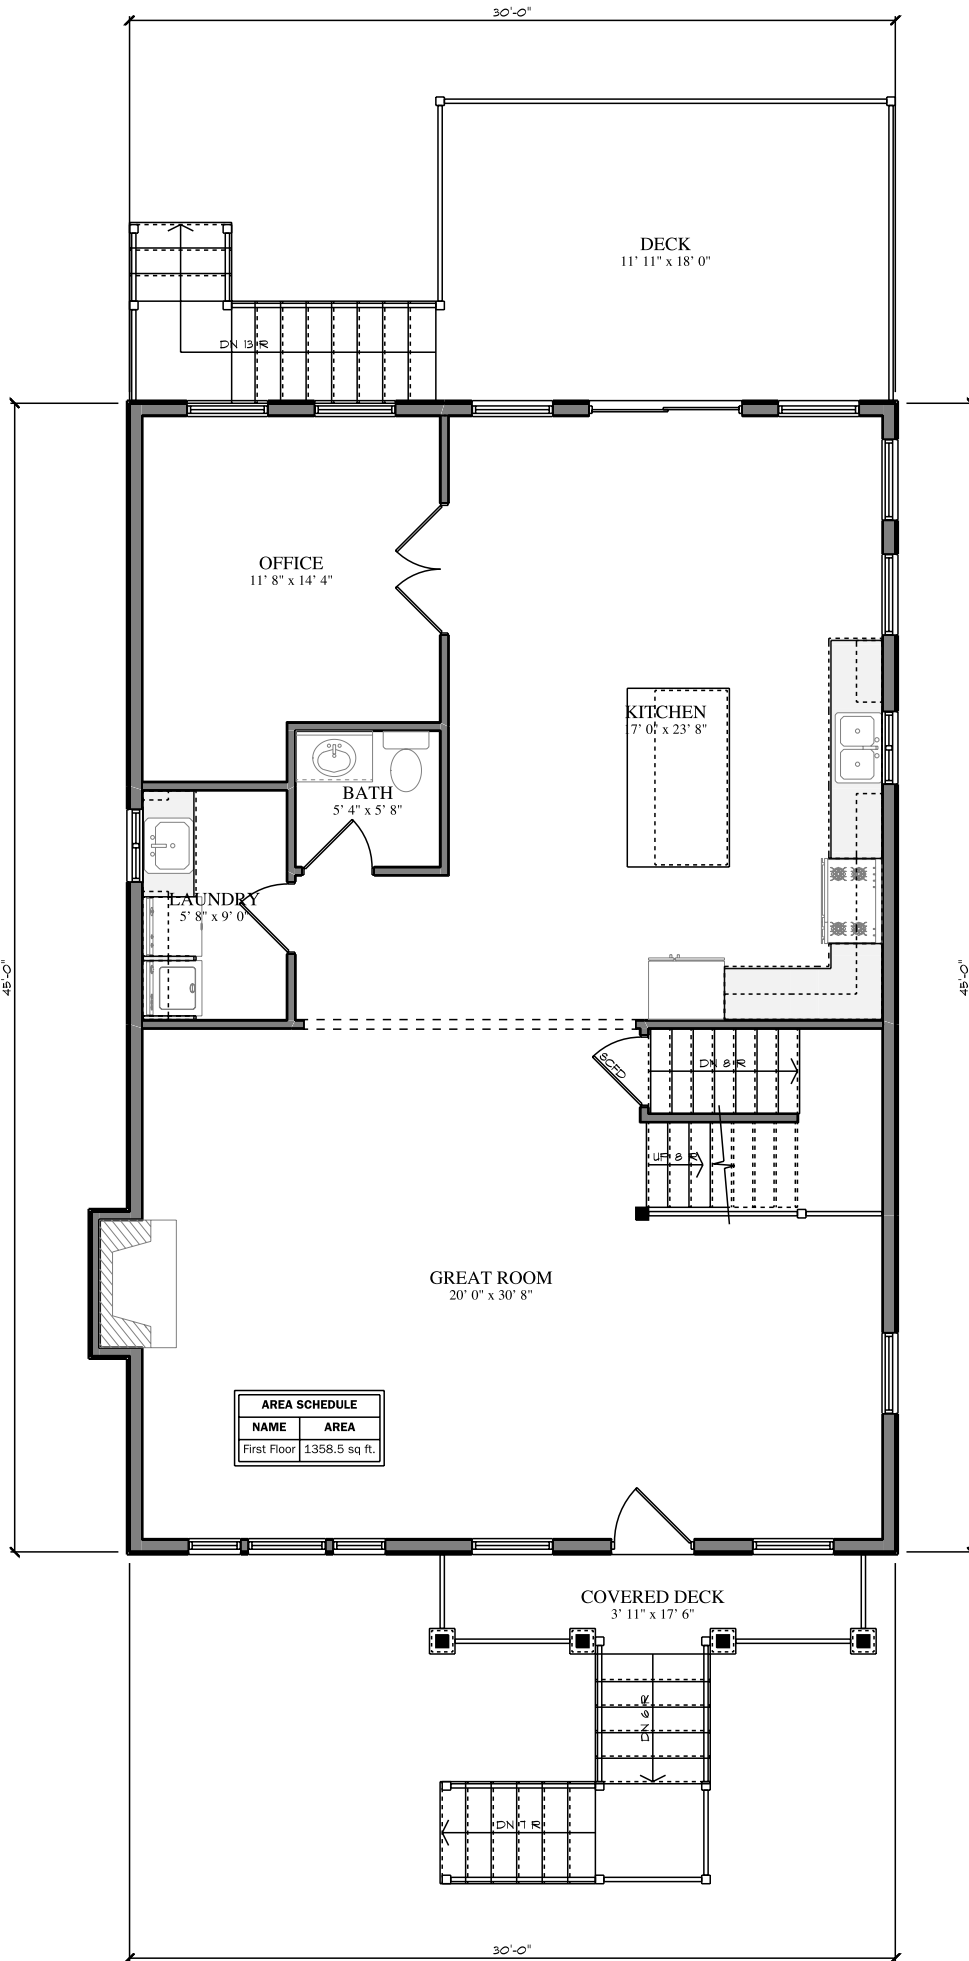 30'-0"
DECK
11' 11" x 18' 0"
DN 13 R
OFFICE
11' 8" x 14' 4"
KITCHEN
17' 0" x 23' 8"
BATH
5' 4" x 5' 8"
LAUNDRY
5' 8" x 9' 0"
45'-0"
45'-0"
SCFD
DN 8 R
UP 8 R
GREAT ROOM
20' 0" x 30' 8"
AREA SCHEDULE
NAME AREA
First Floor 1358.5 sq ft.
COVERED DECK
3' 11" x 17' 6"
DN 6 R
DN 7 R
30'-0"